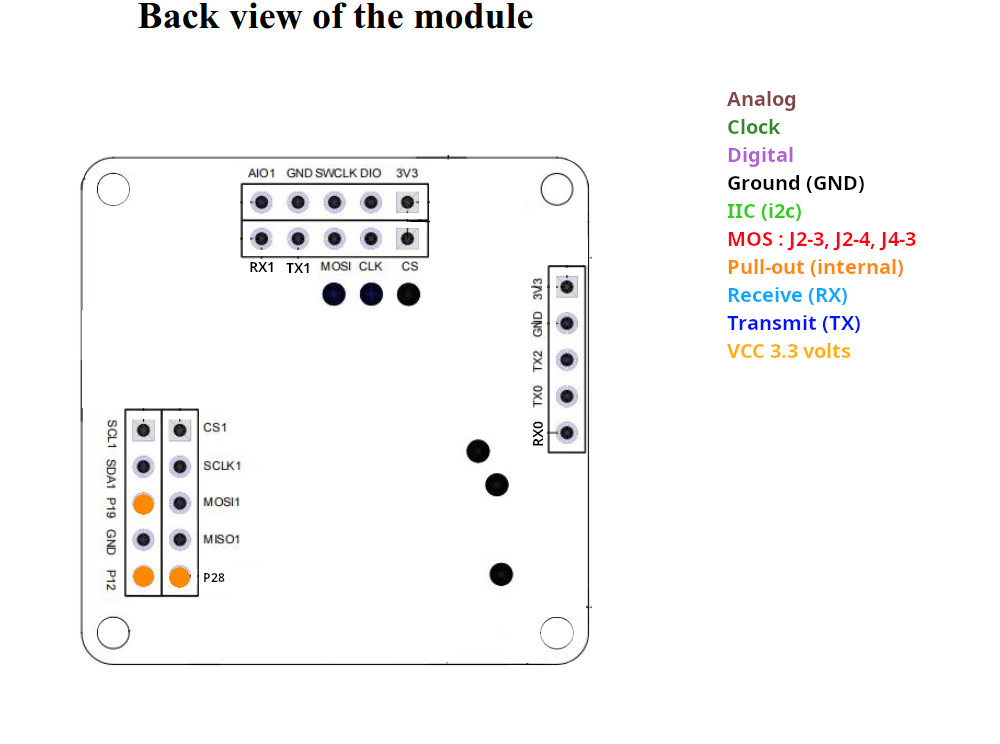 Back view of the module
Analog
Clock
Digital
Ground (GND)
IIC (i2c)
MOS : J2-3, J2-4, J4-3
Pull-out (internal)
Receive (RX)
Transmit (TX)
VCC 3.3 volts
AIO1 GND SWCLK DIO 3V3
RX1 TX1 MOSI CLK CS
3V3
GND
TX2
TX0
RX0
SCL1
SDA1
P19
GND
P12
CS1
SCLK1
MOSI1
MISO1
P28